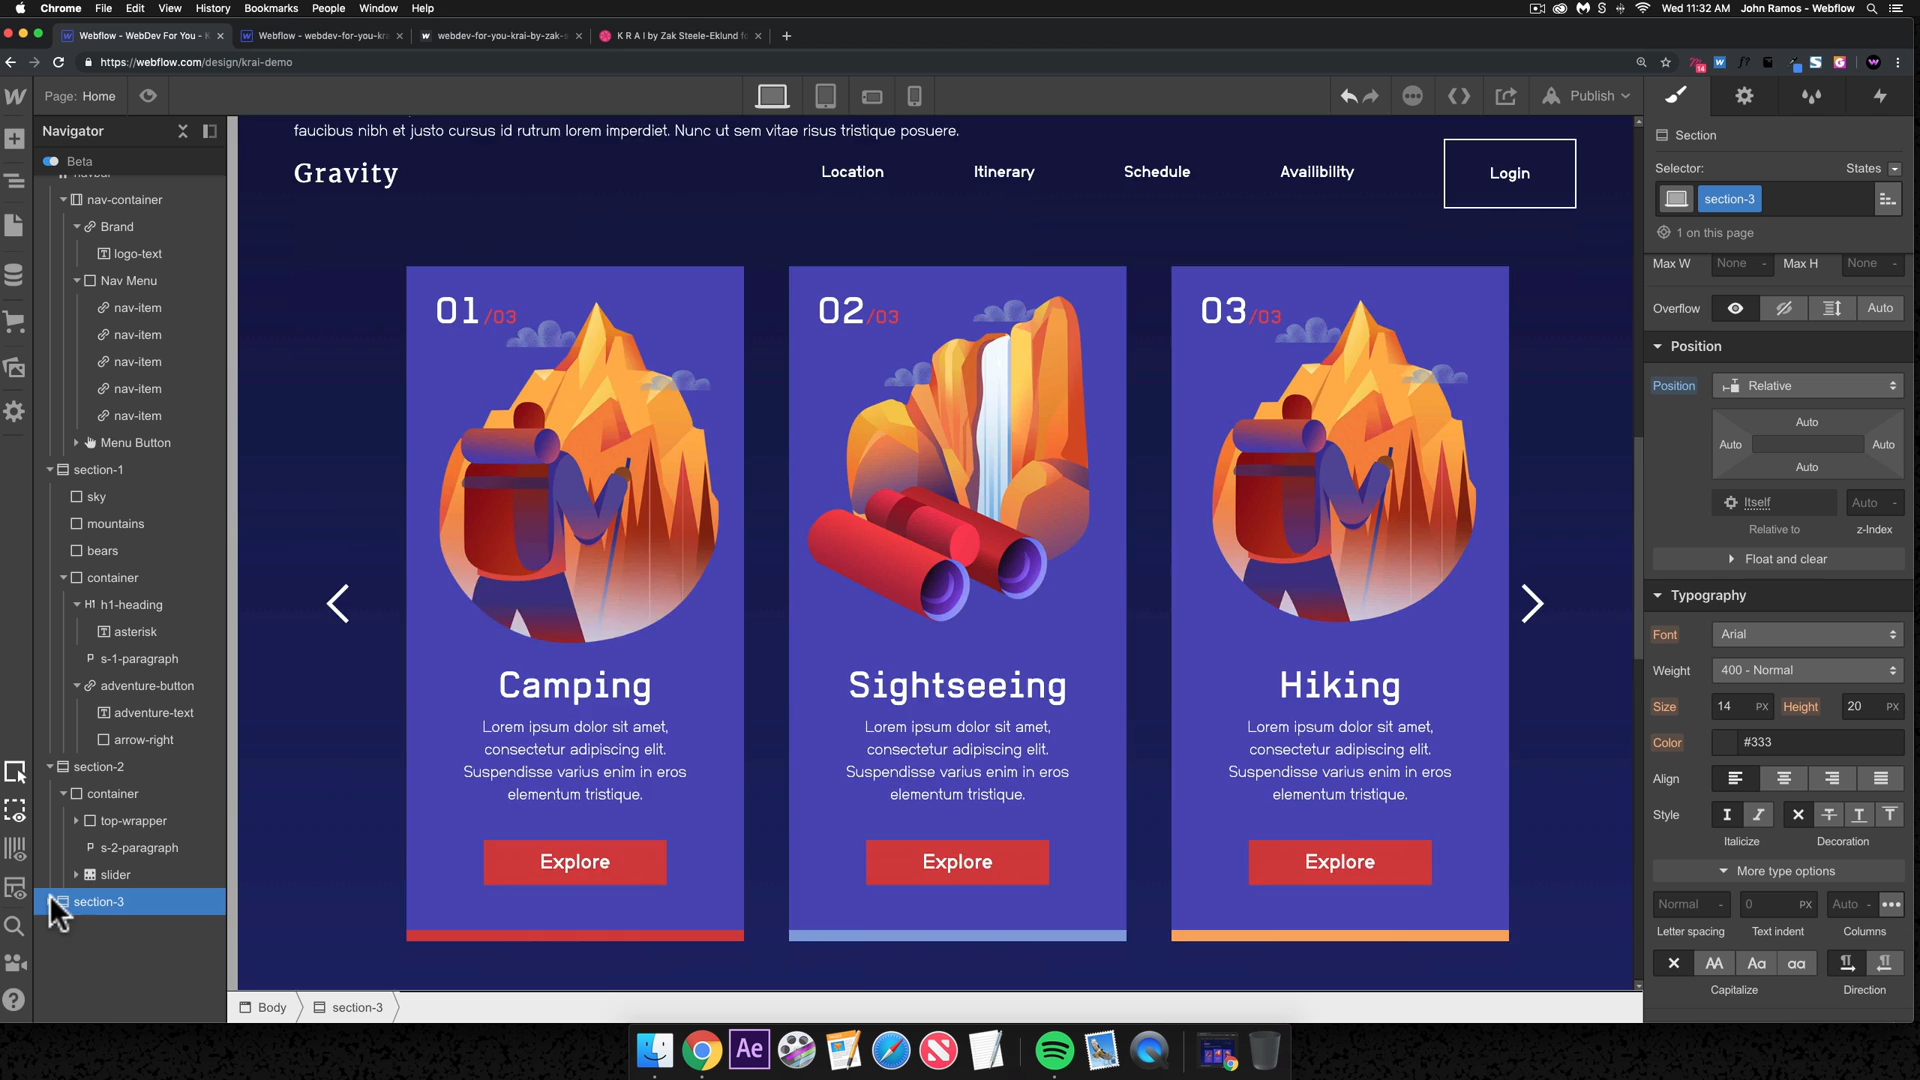 Chrome File Edit View History Bookmarks People Window Help
Wed 11:32 AM John Ramos - Webflow
Webflow - WebDev For You - K
Webflow - webdev-for-you-kra
webdev-for-you-krai-by-zak-s
K R A I by Zak Steele-Eklund fo
https://webflow.com/design/krai-demo
14
Page: Home
Publish
Navigator
Beta
nav-container
Brand
logo-text
Nav Menu
nav-item
nav-item
nav-item
nav-item
nav-item
Menu Button
section-1
sky
mountains
bears
container
H1 h1-heading
asterisk
s-1-paragraph
adventure-button
adventure-text
arrow-right
section-2
container
top-wrapper
s-2-paragraph
slider
section-3
faucibus nibh et justo cursus id rutrum lorem imperdiet. Nunc ut sem vitae risus tristique posuere.
Gravity
Location
Itinerary
Schedule
Availibility
Login
01/03
Camping
Lorem ipsum dolor sit amet,
consectetur adipiscing elit.
Suspendisse varius enim in eros
elementum tristique.
Explore
02/03
Sightseeing
Lorem ipsum dolor sit amet,
consectetur adipiscing elit.
Suspendisse varius enim in eros
elementum tristique.
Explore
03/03
Hiking
Lorem ipsum dolor sit amet,
consectetur adipiscing elit.
Suspendisse varius enim in eros
elementum tristique.
Explore
Body section-3
Section
Selector: States
section-3
1 on this page
Max W None - Max H None -
Overflow Auto
Position
Position Relative
Auto
Auto Auto
Auto
Itself Auto -
Relative to z-Index
Float and clear
Typography
Font Arial
Weight 400 - Normal
Size 14 PX Height 20 PX
Color #333
Align
Style
Italicize Decoration
More type options
Normal - 0 PX Auto -
Letter spacing Text indent Columns
AA Aa aa
Capitalize Direction
Ae